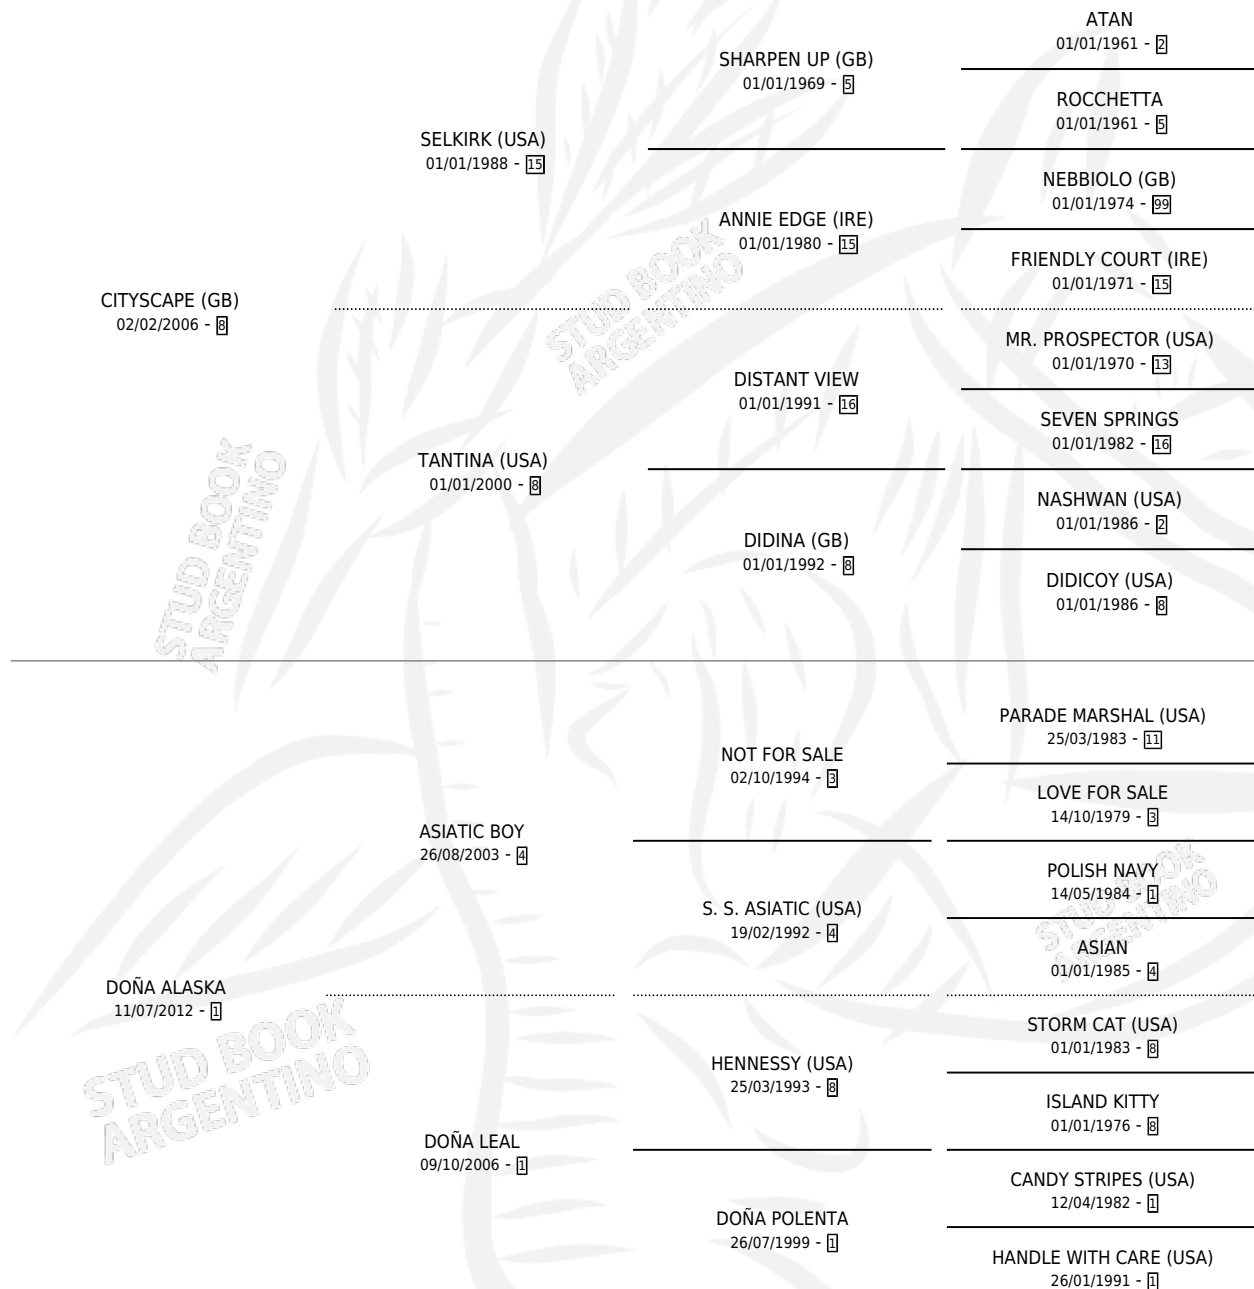 ATAN
01/01/1961 - 2
SHARPEN UP (GB)
01/01/1969 - 5
ROCCHETTA
01/01/1961 - 5
SELKIRK (USA)
01/01/1988 - 15
NEBBIOLO (GB)
01/01/1974 - 99
ANNIE EDGE (IRE)
01/01/1980 - 15
FRIENDLY COURT (IRE)
01/01/1971 - 15
CITYSCAPE (GB)
02/02/2006 - 8
MR. PROSPECTOR (USA)
01/01/1970 - 13
DISTANT VIEW
01/01/1991 - 16
SEVEN SPRINGS
01/01/1982 - 16
TANTINA (USA)
01/01/2000 - 8
NASHWAN (USA)
01/01/1986 - 2
DIDINA (GB)
01/01/1992 - 8
DIDICOY (USA)
01/01/1986 - 8
PARADE MARSHAL (USA)
25/03/1983 - 11
NOT FOR SALE
02/10/1994 - 3
LOVE FOR SALE
14/10/1979 - 3
ASIATIC BOY
26/08/2003 - 4
POLISH NAVY
14/05/1984 - 1
S. S. ASIATIC (USA)
19/02/1992 - 4
ASIAN
01/01/1985 - 4
DOÑA ALASKA
11/07/2012 - 1
STORM CAT (USA)
01/01/1983 - 8
HENNESSY (USA)
25/03/1993 - 8
ISLAND KITTY
01/01/1976 - 8
DOÑA LEAL
09/10/2006 - 1
CANDY STRIPES (USA)
12/04/1982 - 1
DOÑA POLENTA
26/07/1999 - 1
HANDLE WITH CARE (USA)
26/01/1991 - 1
STUD BOOK
ARGENTINO
STUD BOOK
ARGENTINO
STUD BOOK
ARGENTINO
STUD BOOK
ARGENTINO